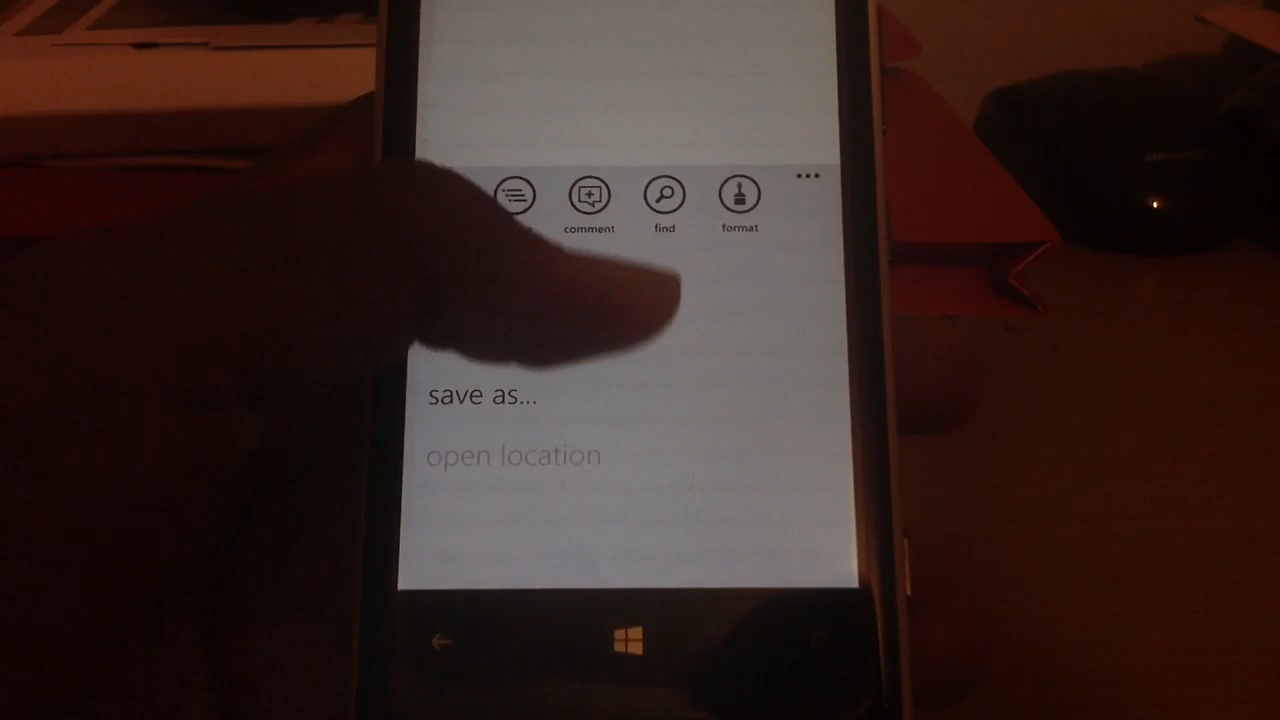 comment find format
save as...
open location